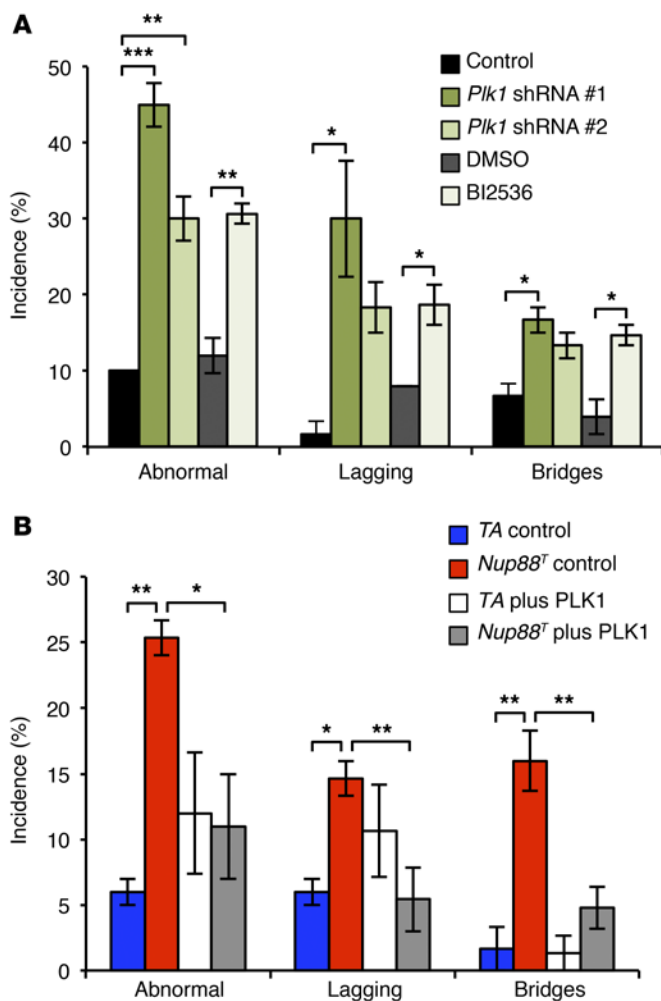 A
** 
***
50
40
30
20
10
0
Incidence (%)
**
*
*
*
*
Control
Plk1 shRNA #1
Plk1 shRNA #2
DMSO
BI2536
Abnormal Lagging Bridges
B
TA control
Nup88ᵀ control
TA plus PLK1
Nup88ᵀ plus PLK1
30
25
20
15
10
5
0
Incidence (%)
** *
* **
** **
Abnormal Lagging Bridges